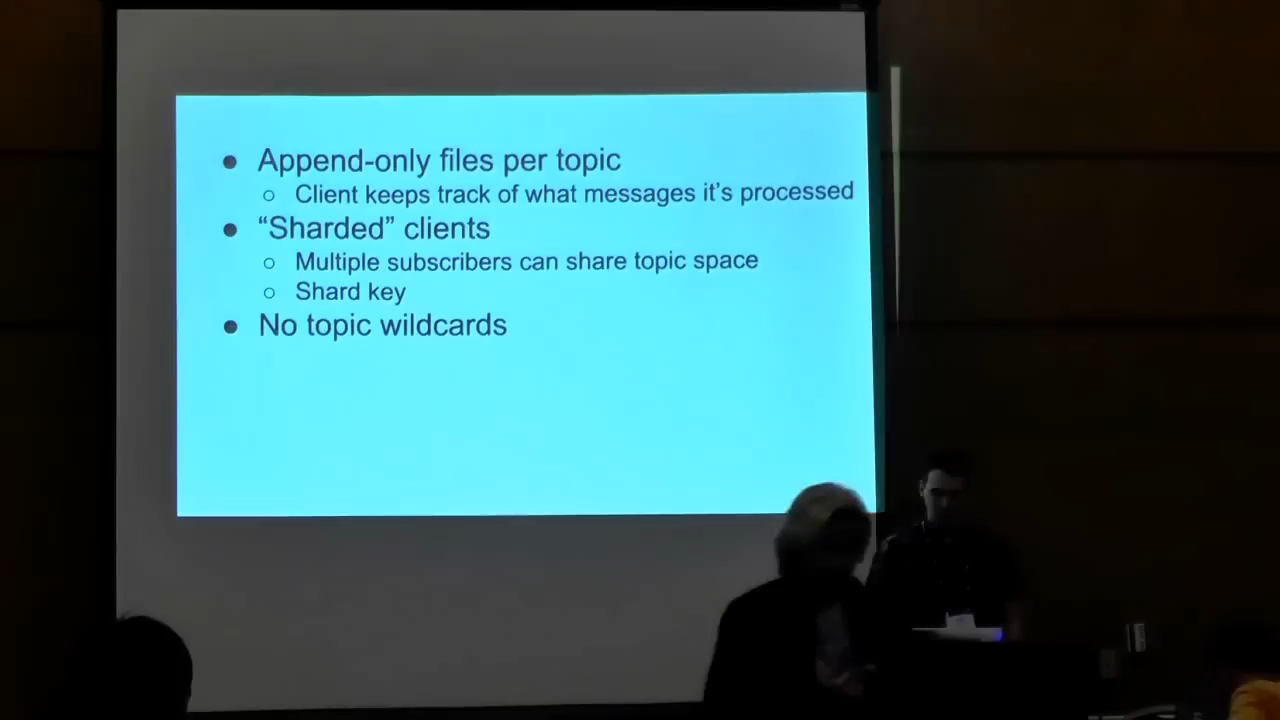 ● Append-only files per topic
○ Client keeps track of what messages it's processed
● “Sharded” clients
○ Multiple subscribers can share topic space
○ Shard key
● No topic wildcards